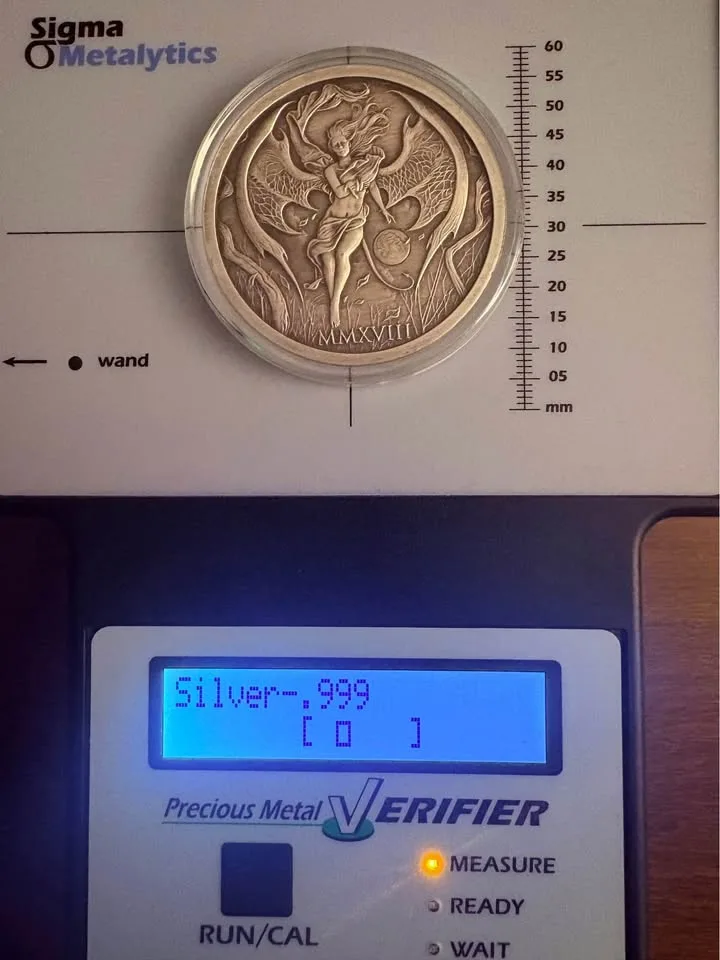 Sigma
Metalytics
60
55
50
45
40
35
30
25
20
15
10
05
mm
wand
MMXVIII
Silver-.999
[ 0 ]
Precious Metal VERIFIER
MEASURE
READY
RUN/CAL
WAIT